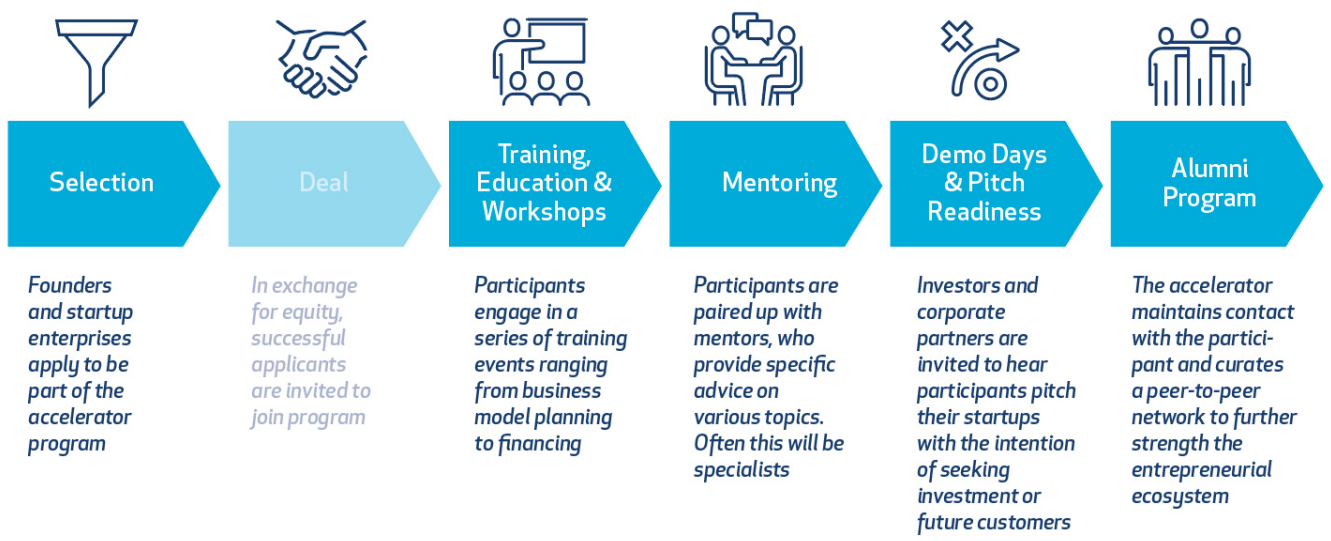 Selection
Deal
Training,
Education &
Workshops
Mentoring
Demo Days
& Pitch
Readiness
Alumni
Program
Founders
and startup
enterprises
apply to be
part of the
accelerator
program
In exchange
for equity,
successful
applicants
are invited to
join program
Participants
engage in a
series of training
events ranging
from business
model planning
to financing
Participants are
paired up with
mentors, who
provide specific
advice on
various topics.
Often this will be
specialists
Investors and
corporate
partners are
invited to hear
participants pitch
their startups
with the intention
of seeking
investment or
future customers
The accelerator
maintains contact
with the partici-
pant and curates
a peer-to-peer
network to further
strength the
entrepreneurial
ecosystem